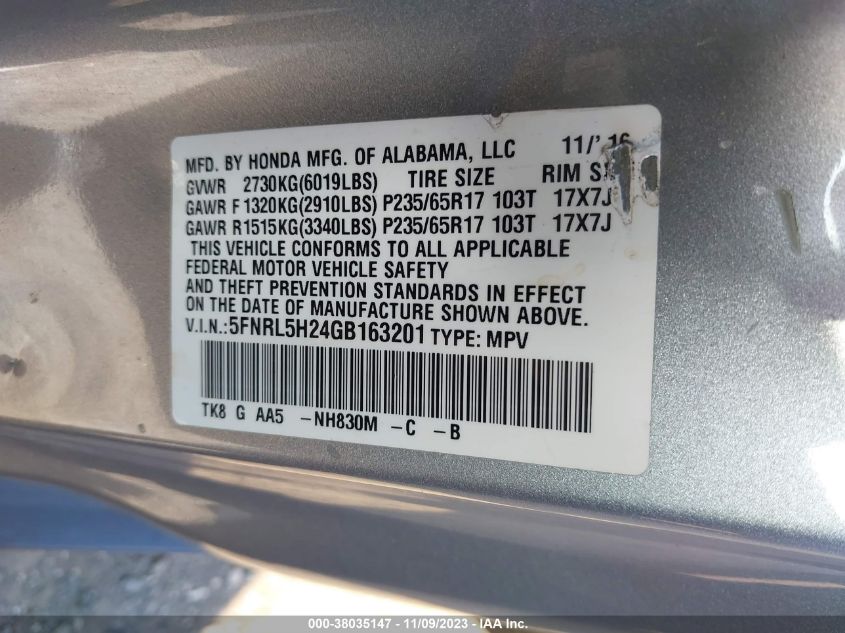 MFD. BY HONDA MFG. OF ALABAMA, LLC 11/'16
GVWR 2730KG(6019LBS) TIRE SIZE RIM
GAWR F 1320KG(2910LBS) P235/65R17 103T 17X7J
GAWR R1515KG(3340LBS) P235/65R17 103T 17X7J
THIS VEHICLE CONFORMS TO ALL APPLICABLE
FEDERAL MOTOR VEHICLE SAFETY
AND THEFT PREVENTION STANDARDS IN EFFECT
ON THE DATE OF MANUFACTURE SHOWN ABOVE.
V.I.N.:5FNRL5H24GB163201 TYPE: MPV
TK8 G AA5 -NH830M -C -B
000-38035147 - 11/09/2023 - IAAI, Inc.